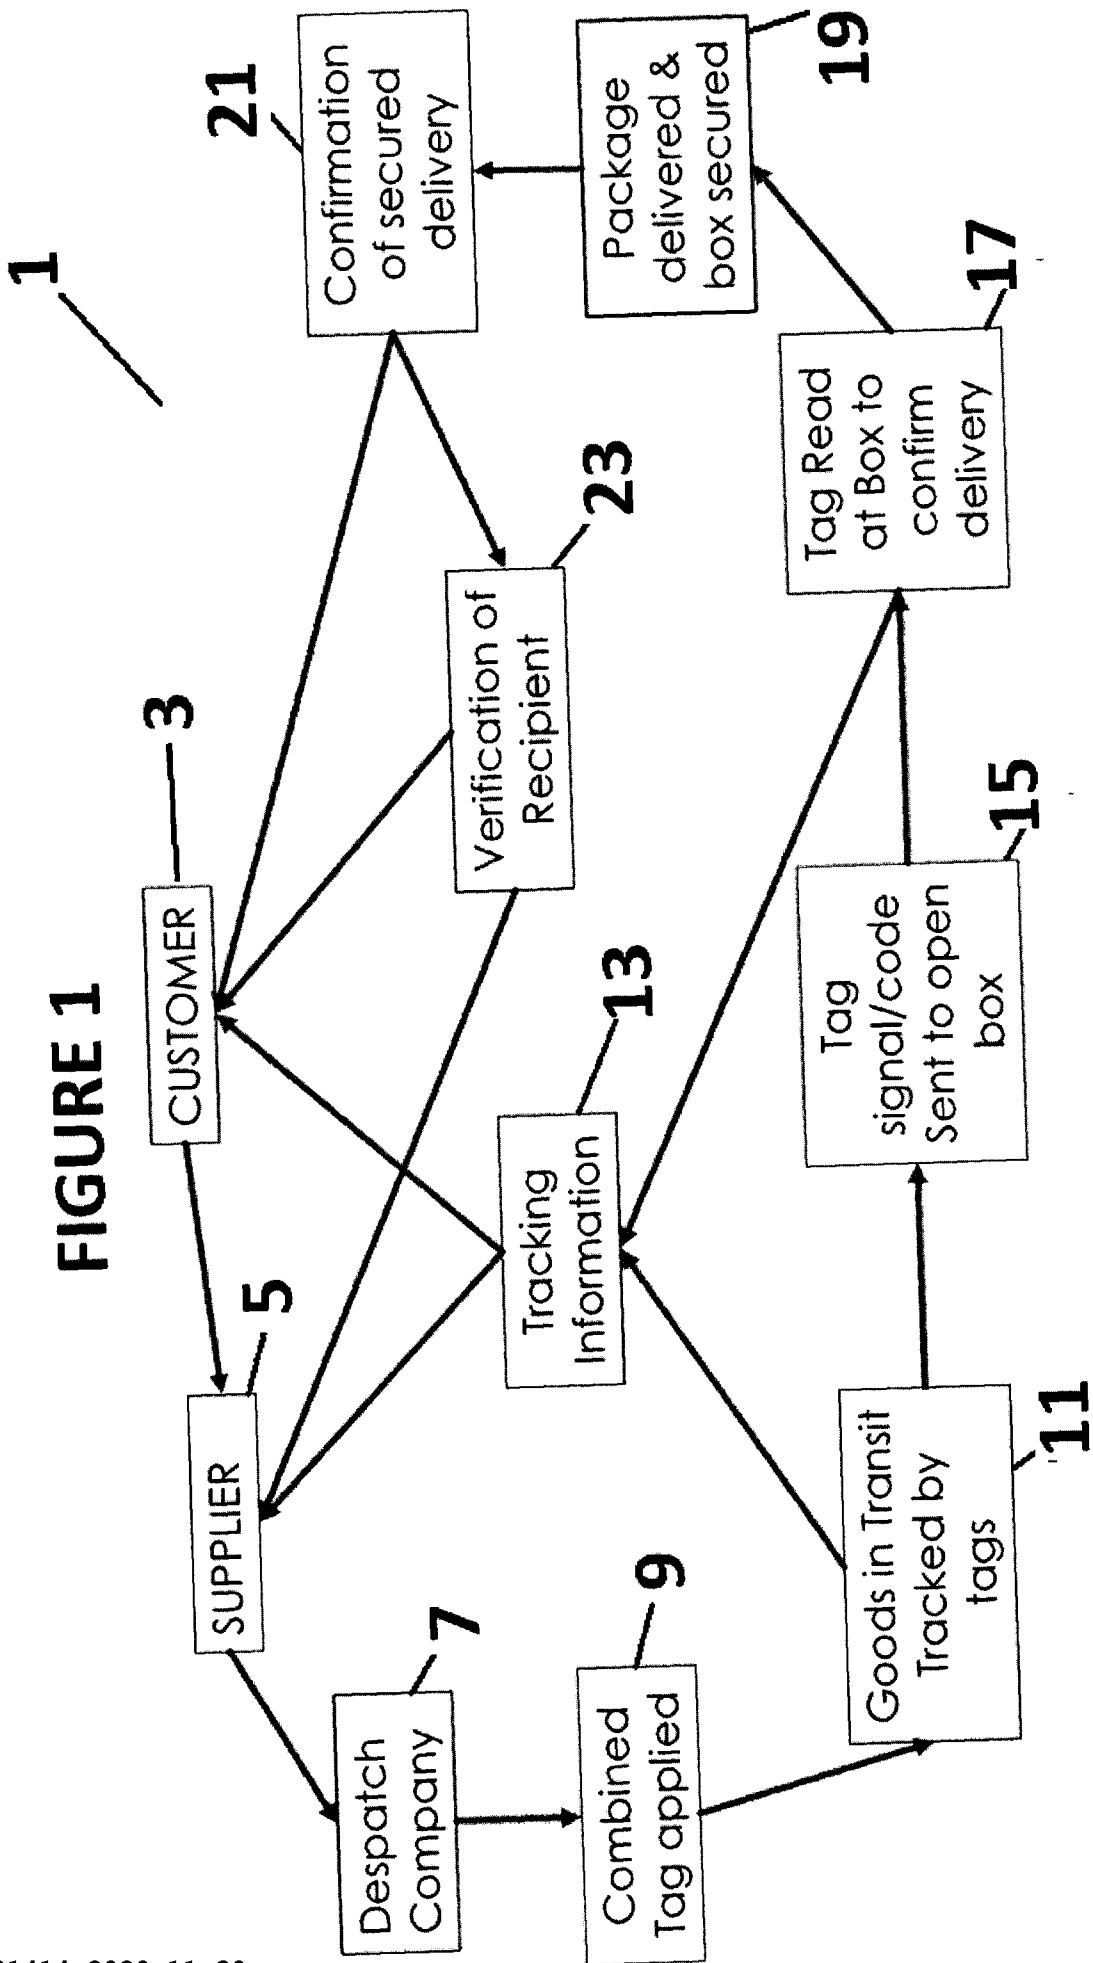 FIGURE 1
1
CUSTOMER
3
SUPPLIER
5
Despatch
Company
7
Combined
Tag applied
9
Goods in Transit
Tracked by
tags
11
Tracking
Information
13
Tag
signal/code
Sent to open
box
15
Tag Read
at Box to
confirm
delivery
17
Package
delivered &
box secured
19
Confirmation
of secured
delivery
21
Verification of
Recipient
23